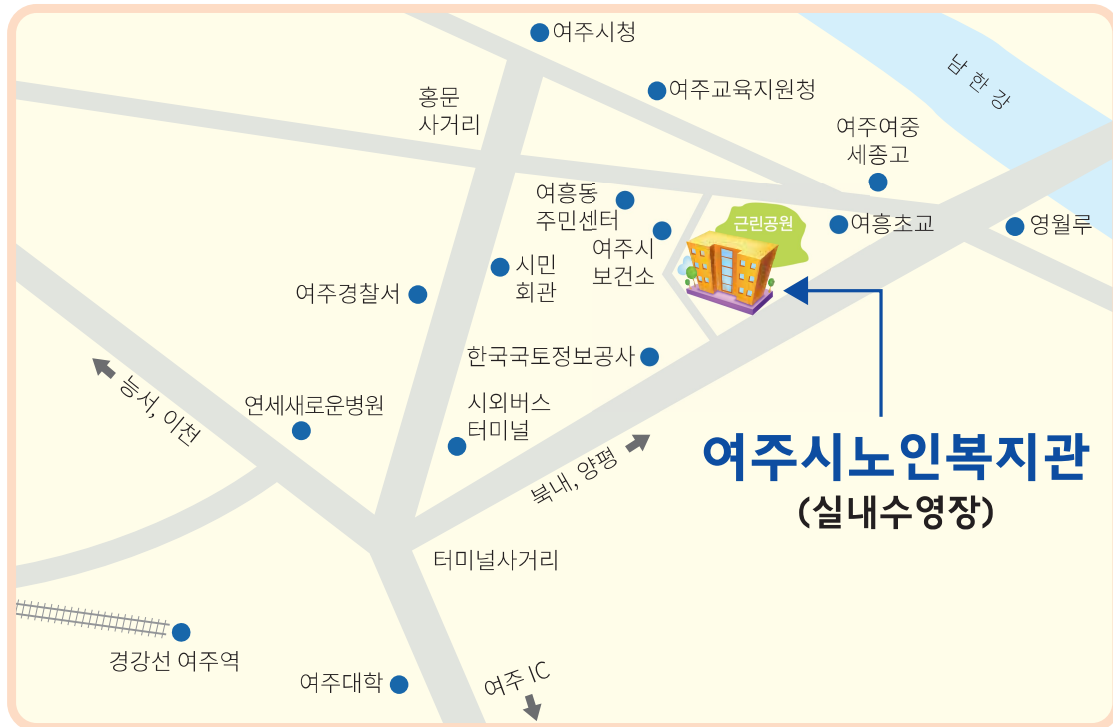 여주시청
남한강
여주교육지원청
홍문
사거리
여주여중
세종고
여흥동
주민센터
근린공원
여흥초교
영월루
여주시
보건소
시민
회관
여주경찰서
한국국토정보공사
능서, 이천
연세새로운병원
시외버스
터미널
북내, 양평
여주시노인복지관
(실내수영장)
터미널사거리
경강선 여주역
여주대학
여주 IC